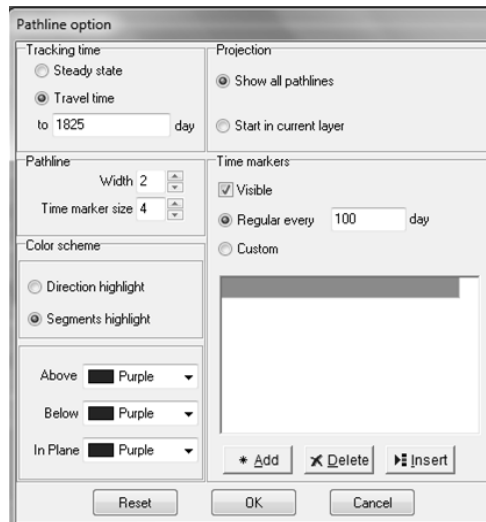 Pathline option
Tracking time
Steady state
Travel time
to 1825 day
Projection
Show all pathlines
Start in current layer
Pathline
Width 2
Time marker size 4
Time markers
Visible
Regular every 100 day
Custom
Color scheme
Direction highlight
Segments highlight
Above Purple
Below Purple
In Plane Purple
Add Delete Insert
Reset OK Cancel